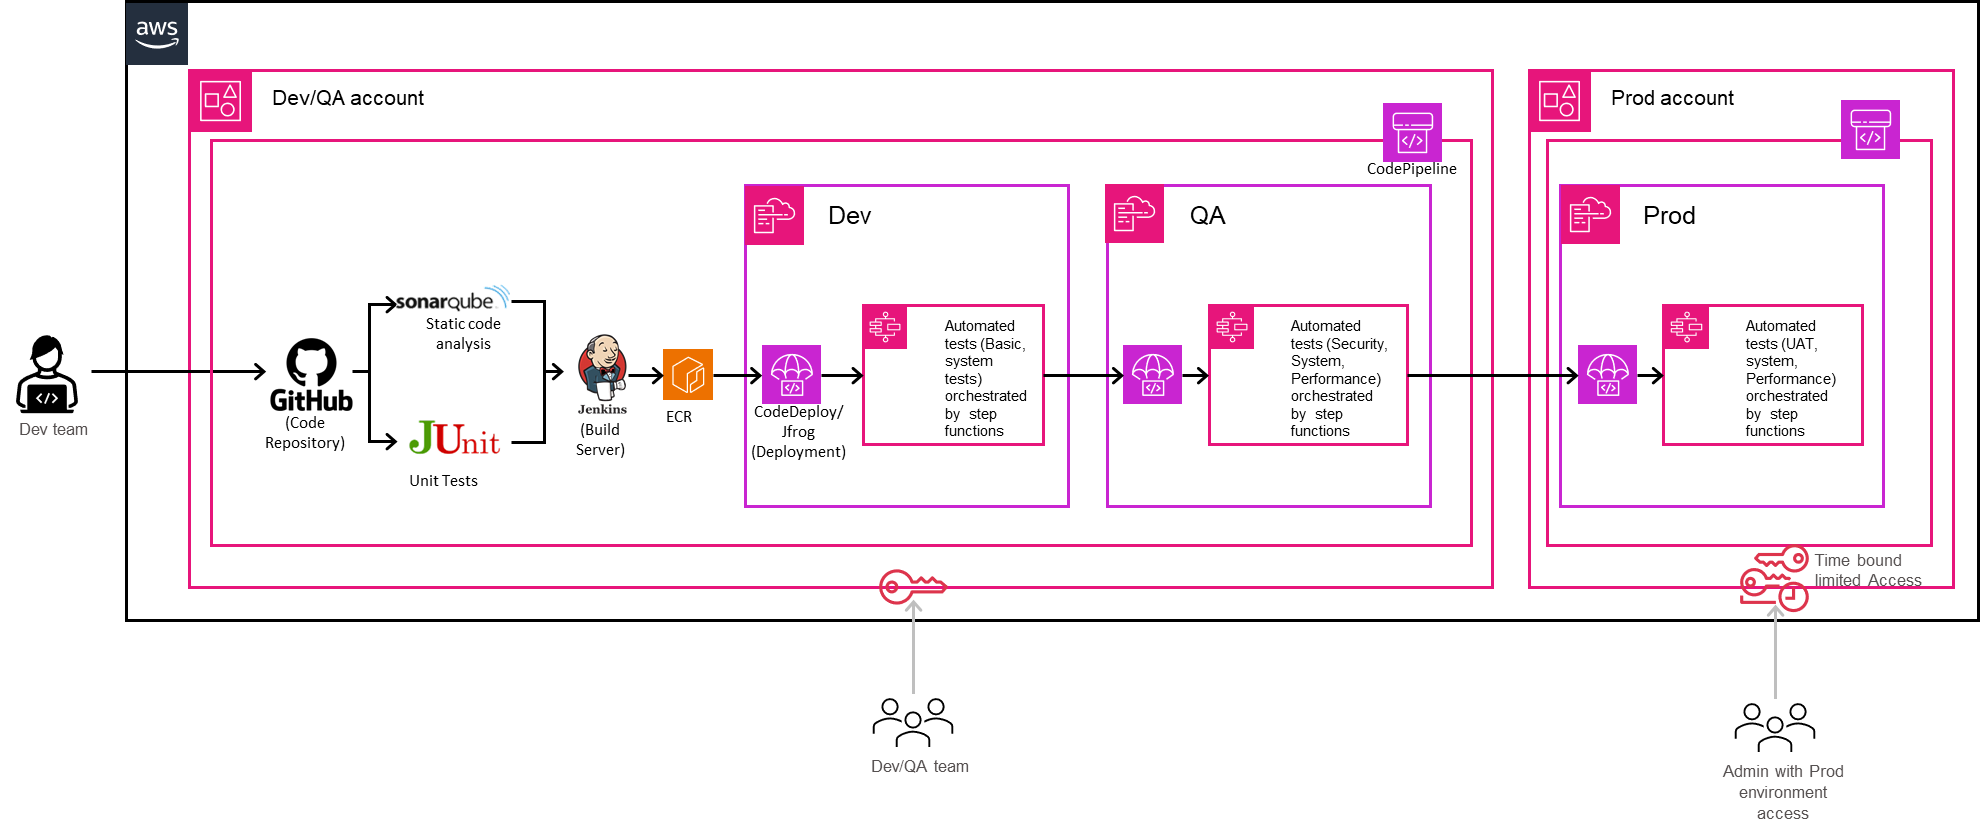 aws
Dev/QA account
Prod account
CodePipeline
Dev
QA
Prod
sonarqube
Static code
analysis
GitHub
(Code
Repository)
JUnit
Unit Tests
Jenkins
(Build
Server)
ECR
CodeDeploy/
Jfrog
(Deployment)
Automated
tests (Basic,
system
tests)
orchestrated
by step
functions
Automated
tests (Security,
System,
Performance)
orchestrated
by step
functions
Automated
tests (UAT,
system,
Performance)
orchestrated
by step
functions
Dev team
Time bound
limited Access
Dev/QA team
Admin with Prod
environment
access